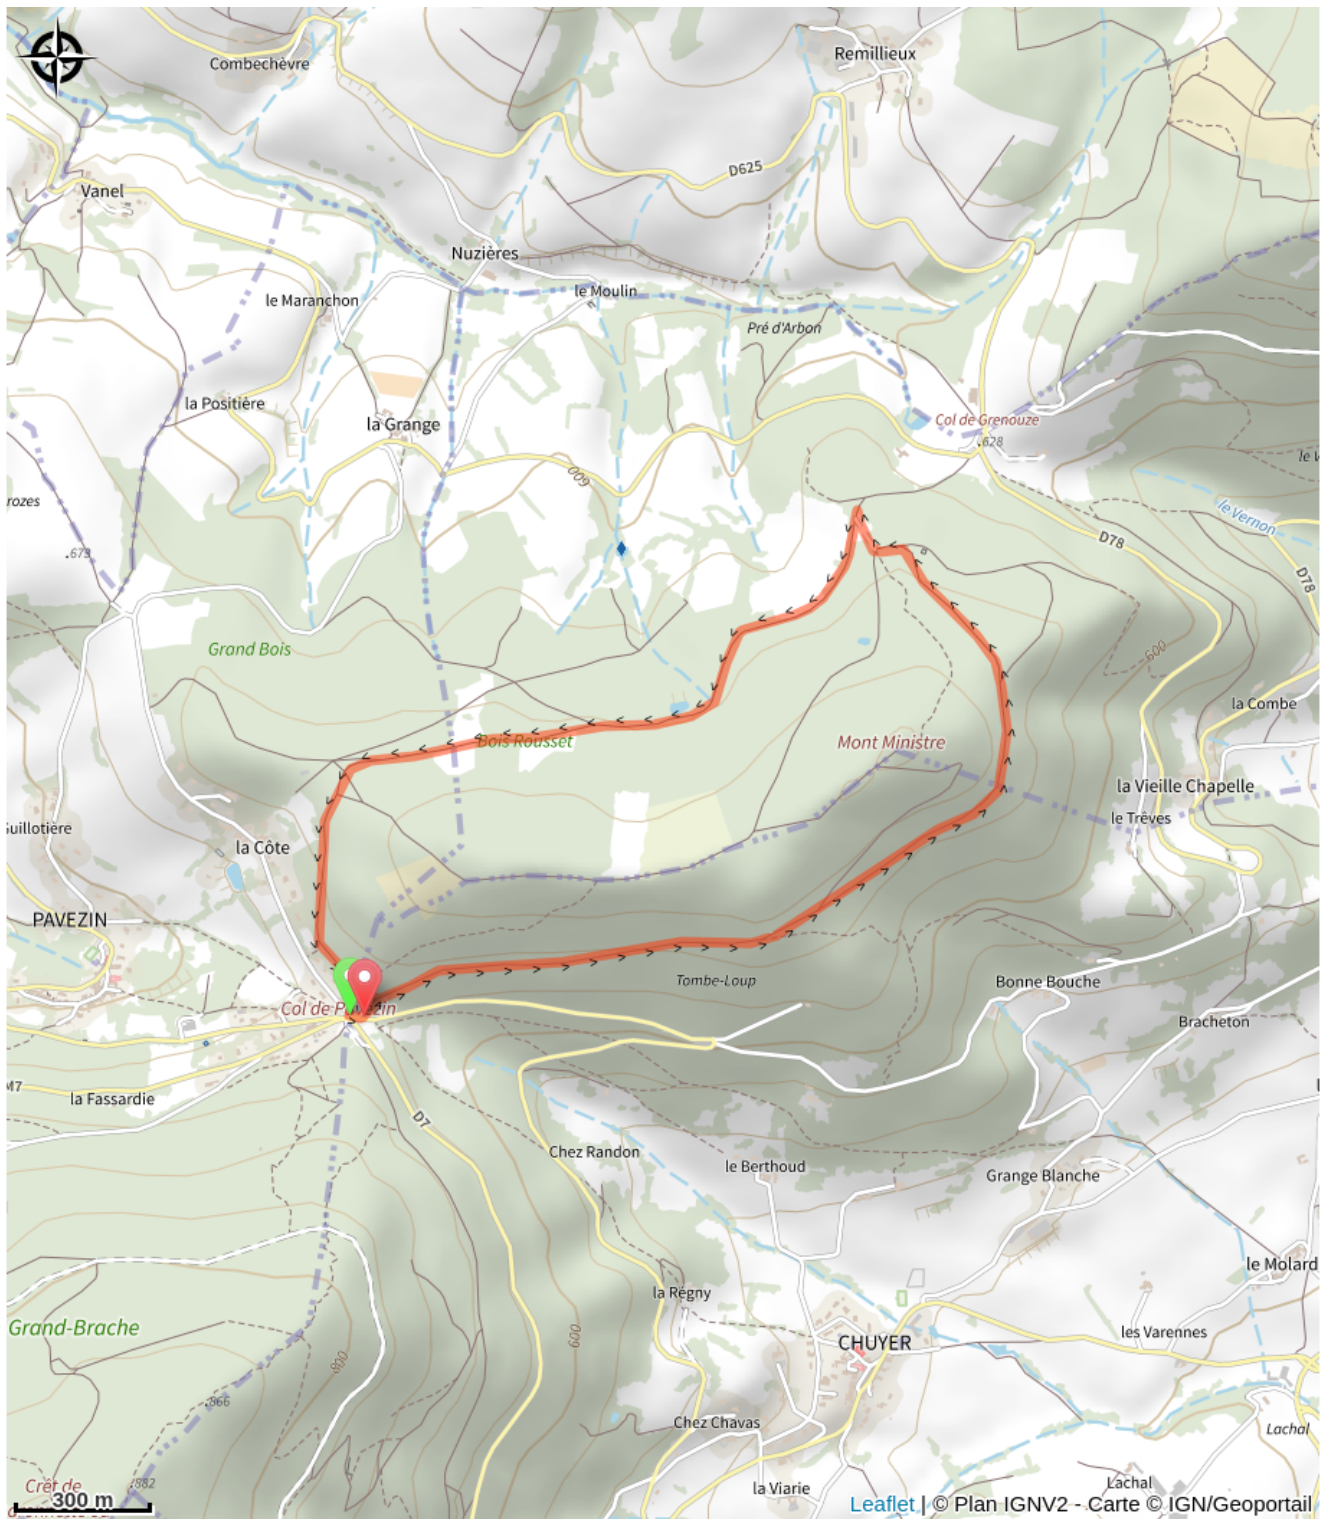 Combechèvre
Remillieux
D625
Vanel
Nuzières
le Maranchon
le Moulin
Pré d'Arbon
la Positière
la Grange
Col de Grenouze
.628
600
rozes
le Vernon
D78
D78
.673
Grand Bois
600
la Combe
Bois Rousset
Mont Ministre
la Vieille Chapelle
le Trêves
Guillotière
la Côte
PAVEZIN
Tombe-Loup
Bonne Bouche
Col de Pavezin
Bracheton
la Fassardie
D7
Chez Randon
le Berthoud
Grange Blanche
le Molard
la Régny
Grand-Brache
600
les Varennes
CHUYER
800
.866
Chez Chavas
Lachal
.882
Crêt de
la Viarie
Lachal
300 m
Leaflet | © Plan IGNV2 - Carte © IGN/Geoportail